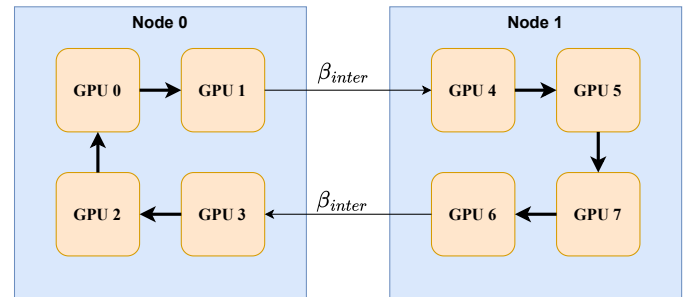 Node 0
Node 1
GPU 0
GPU 1
β_inter
GPU 4
GPU 5
GPU 2
GPU 3
β_inter
GPU 6
GPU 7